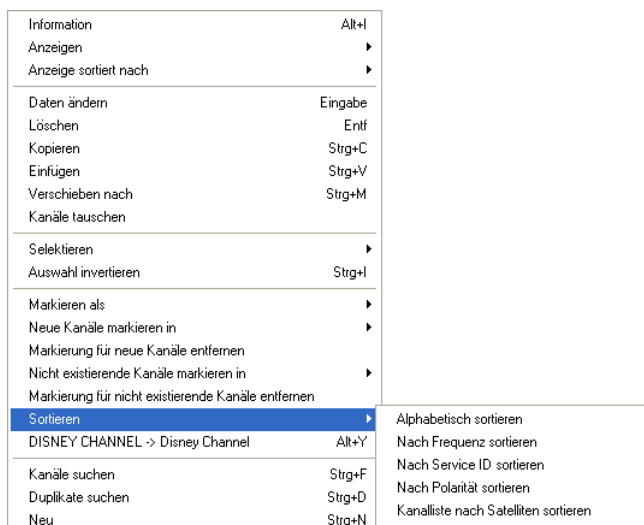 Information Alt+I
Anzeigen
Anzeige sortiert nach
Daten ändern Eingabe
Löschen Entf
Kopieren Strg+C
Einfügen Strg+V
Verschieben nach Strg+M
Kanäle tauschen
Selektieren
Auswahl invertieren Strg+I
Markieren als
Neue Kanäle markieren in
Markierung für neue Kanäle entfernen
Nicht existierende Kanäle markieren in
Markierung für nicht existierende Kanäle entfernen
Sortieren
DISNEY CHANNEL -> Disney Channel Alt+Y
Kanäle suchen Strg+F
Duplikate suchen Strg+D
Neu Strg+N
Alphabetisch sortieren
Nach Frequenz sortieren
Nach Service ID sortieren
Nach Polarität sortieren
Kanalliste nach Satelliten sortieren